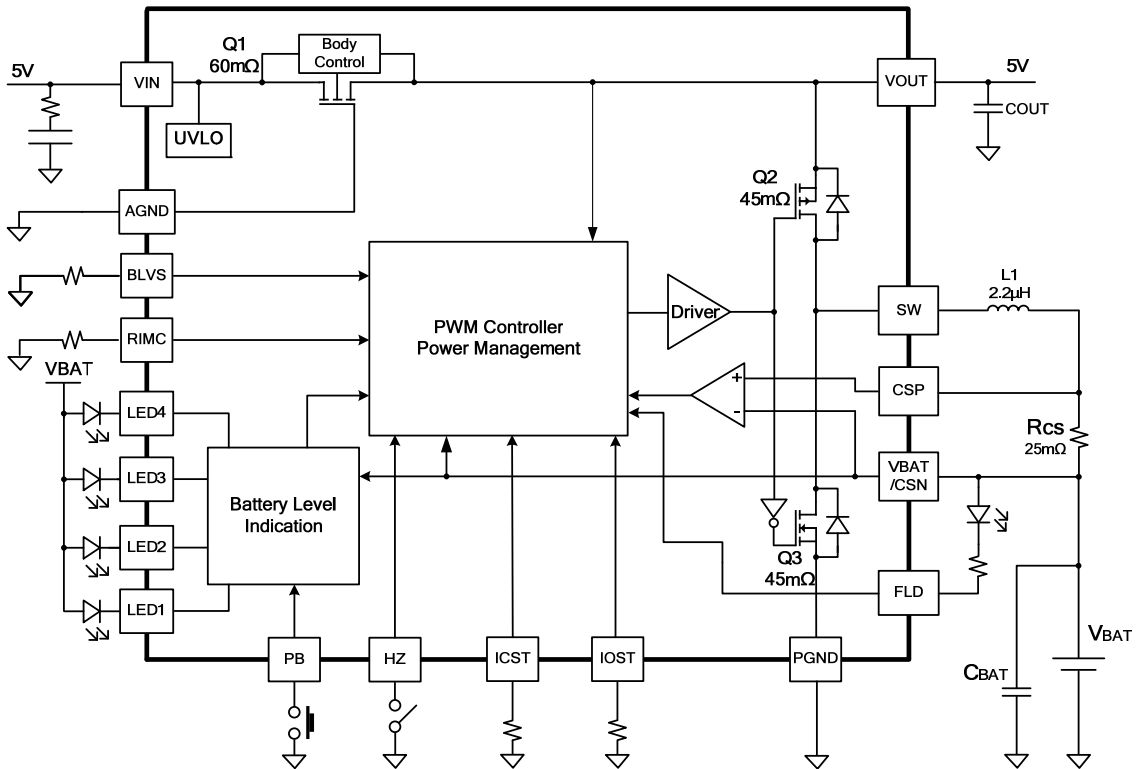 Q1
60mΩ
Body
Control
5V
VIN
UVLO
VOUT
5V
COUT
AGND
Q2
45mΩ
BLVS
RIMC
PWM Controller
Power Management
Driver
SW
L1
2.2µH
VBAT
LED4
LED3
LED2
LED1
+
-
CSP
Rcs
25mΩ
VBAT
/CSN
Battery Level
Indication
Q3
45mΩ
FLD
PB
HZ
ICST
IOST
PGND
CBAT
VBAT